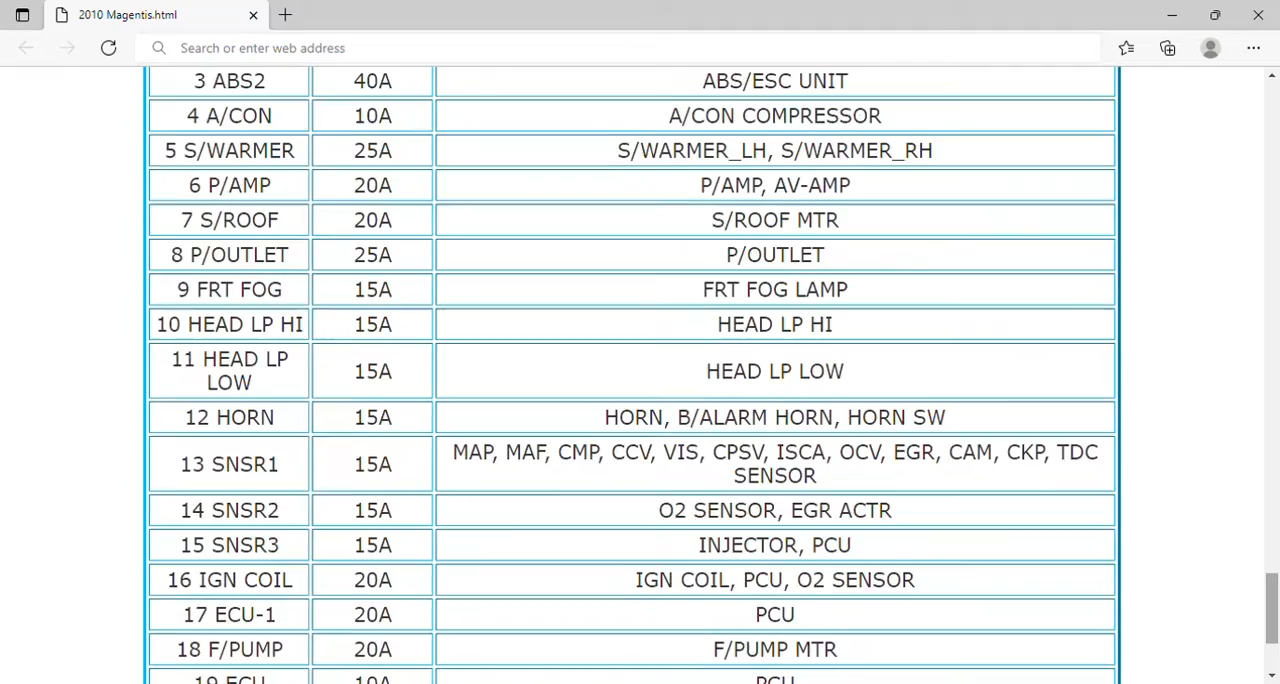 2010 Magentis.html
Search or enter web address
3 ABS2 40A ABS/ESC UNIT
4 A/CON 10A A/CON COMPRESSOR
5 S/WARMER 25A S/WARMER_LH, S/WARMER_RH
6 P/AMP 20A P/AMP, AV-AMP
7 S/ROOF 20A S/ROOF MTR
8 P/OUTLET 25A P/OUTLET
9 FRT FOG 15A FRT FOG LAMP
10 HEAD LP HI 15A HEAD LP HI
11 HEAD LP
LOW 15A HEAD LP LOW
12 HORN 15A HORN, B/ALARM HORN, HORN SW
13 SNSR1 15A MAP, MAF, CMP, CCV, VIS, CPSV, ISCA, OCV, EGR, CAM, CKP, TDC
SENSOR
14 SNSR2 15A O2 SENSOR, EGR ACTR
15 SNSR3 15A INJECTOR, PCU
16 IGN COIL 20A IGN COIL, PCU, O2 SENSOR
17 ECU-1 20A PCU
18 F/PUMP 20A F/PUMP MTR
19 ECU 10A PCU